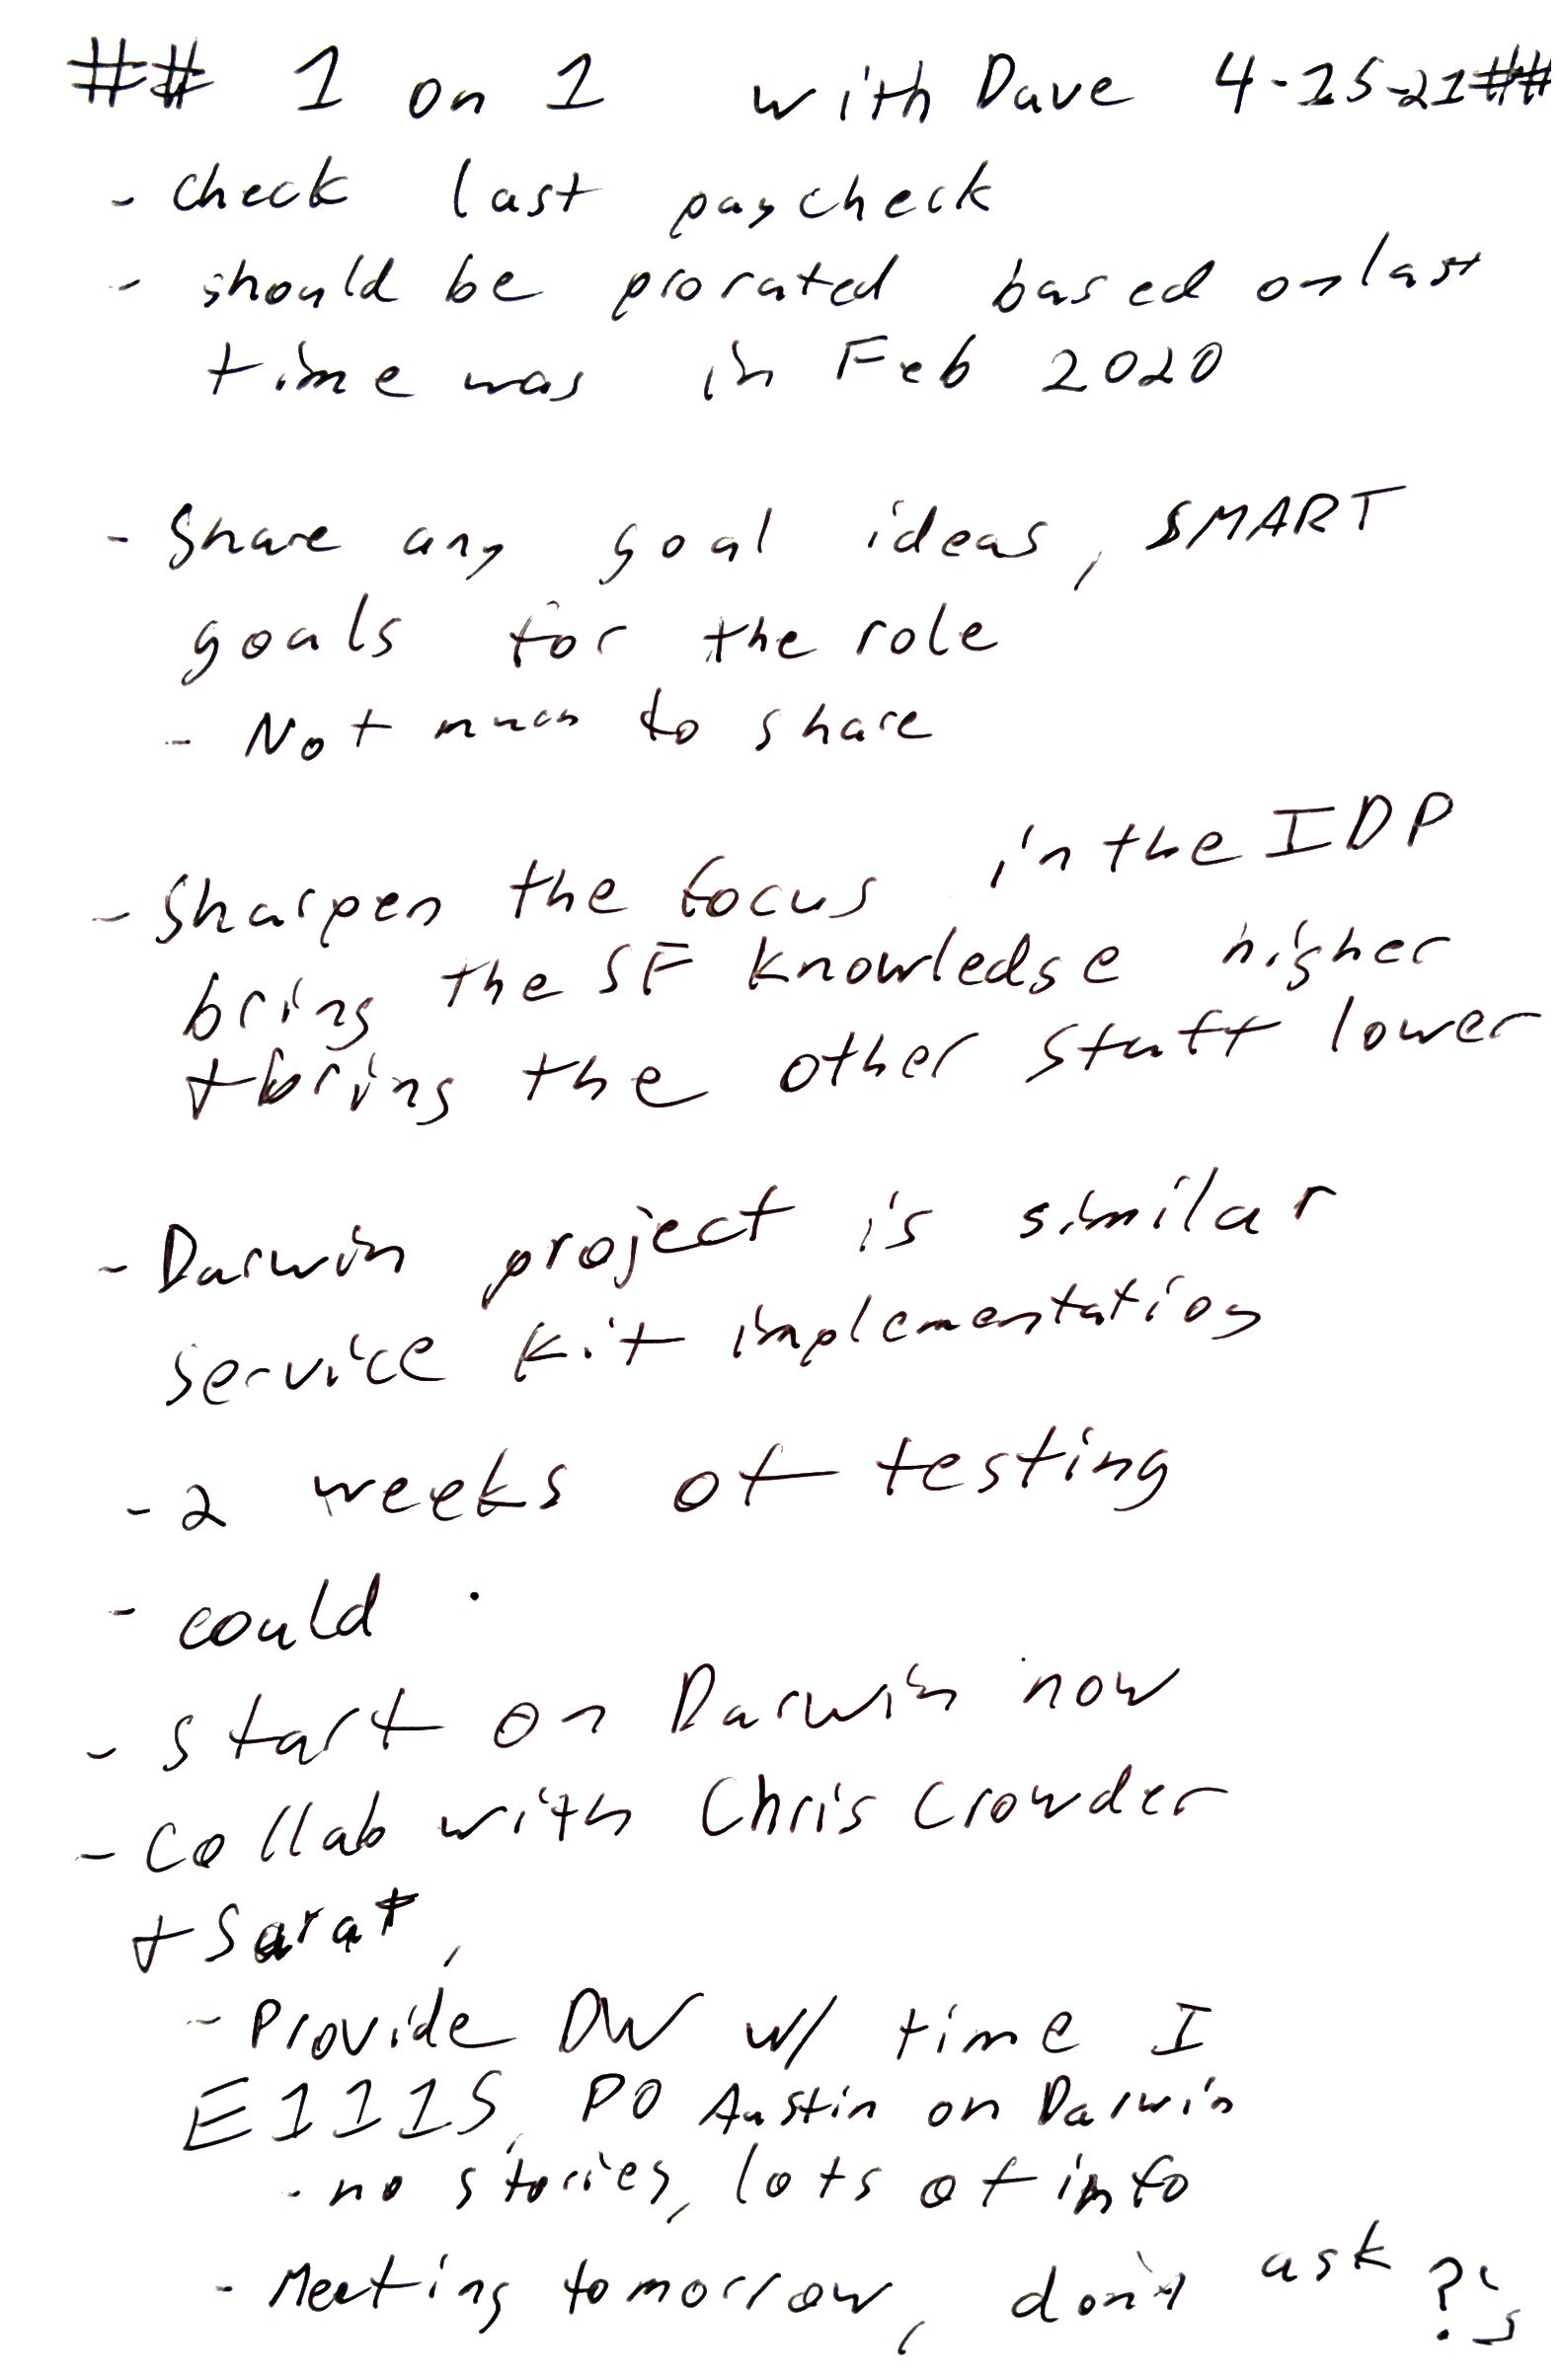 ## 1 on 1 with Dave 4-15-21##
- Check last paycheck
- should be prorated based on last
time was in Feb 2020
- Share any goal ideas, SMART
goals for the role
- Not much to share
- Sharpen the focus in the IDP
bring the SF knowledge higher
+ bring the other stuff lower
- Darwin project is similar
service kit implementation
- 2 weeks of testing
- could
- start on Darwin now
- Collab with Chris Crowder
+ Sarat,
- Provide DW w/ time I
E1115, PO Austin on Darwin
- no stories, lots of info
- Meeting tomorrow, don't ask ?'s